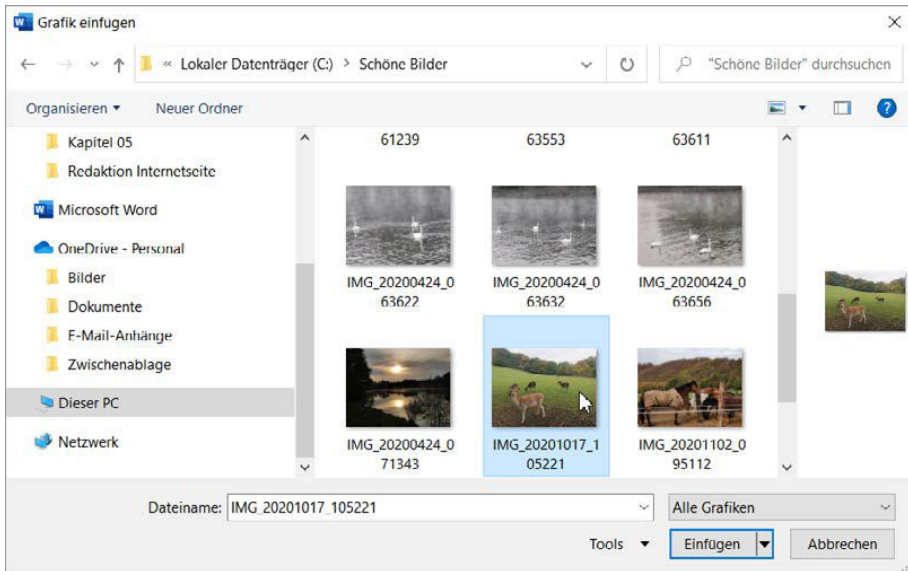 Grafik einfügen
« Lokaler Datenträger (C:) > Schöne Bilder
"Schöne Bilder" durchsuchen
Organisieren
Neuer Ordner
Kapitel 05
Redaktion Internetseite
Microsoft Word
OneDrive - Personal
Bilder
Dokumente
E-Mail-Anhänge
Zwischenablage
Dieser PC
Netzwerk
61239
63553
63611
IMG_20200424_0
63622
IMG_20200424_0
63632
IMG_20200424_0
63656
IMG_20200424_0
71343
IMG_20201017_1
05221
IMG_20201102_0
95112
Dateiname: IMG_20201017_105221
Alle Grafiken
Tools
Einfügen
Abbrechen